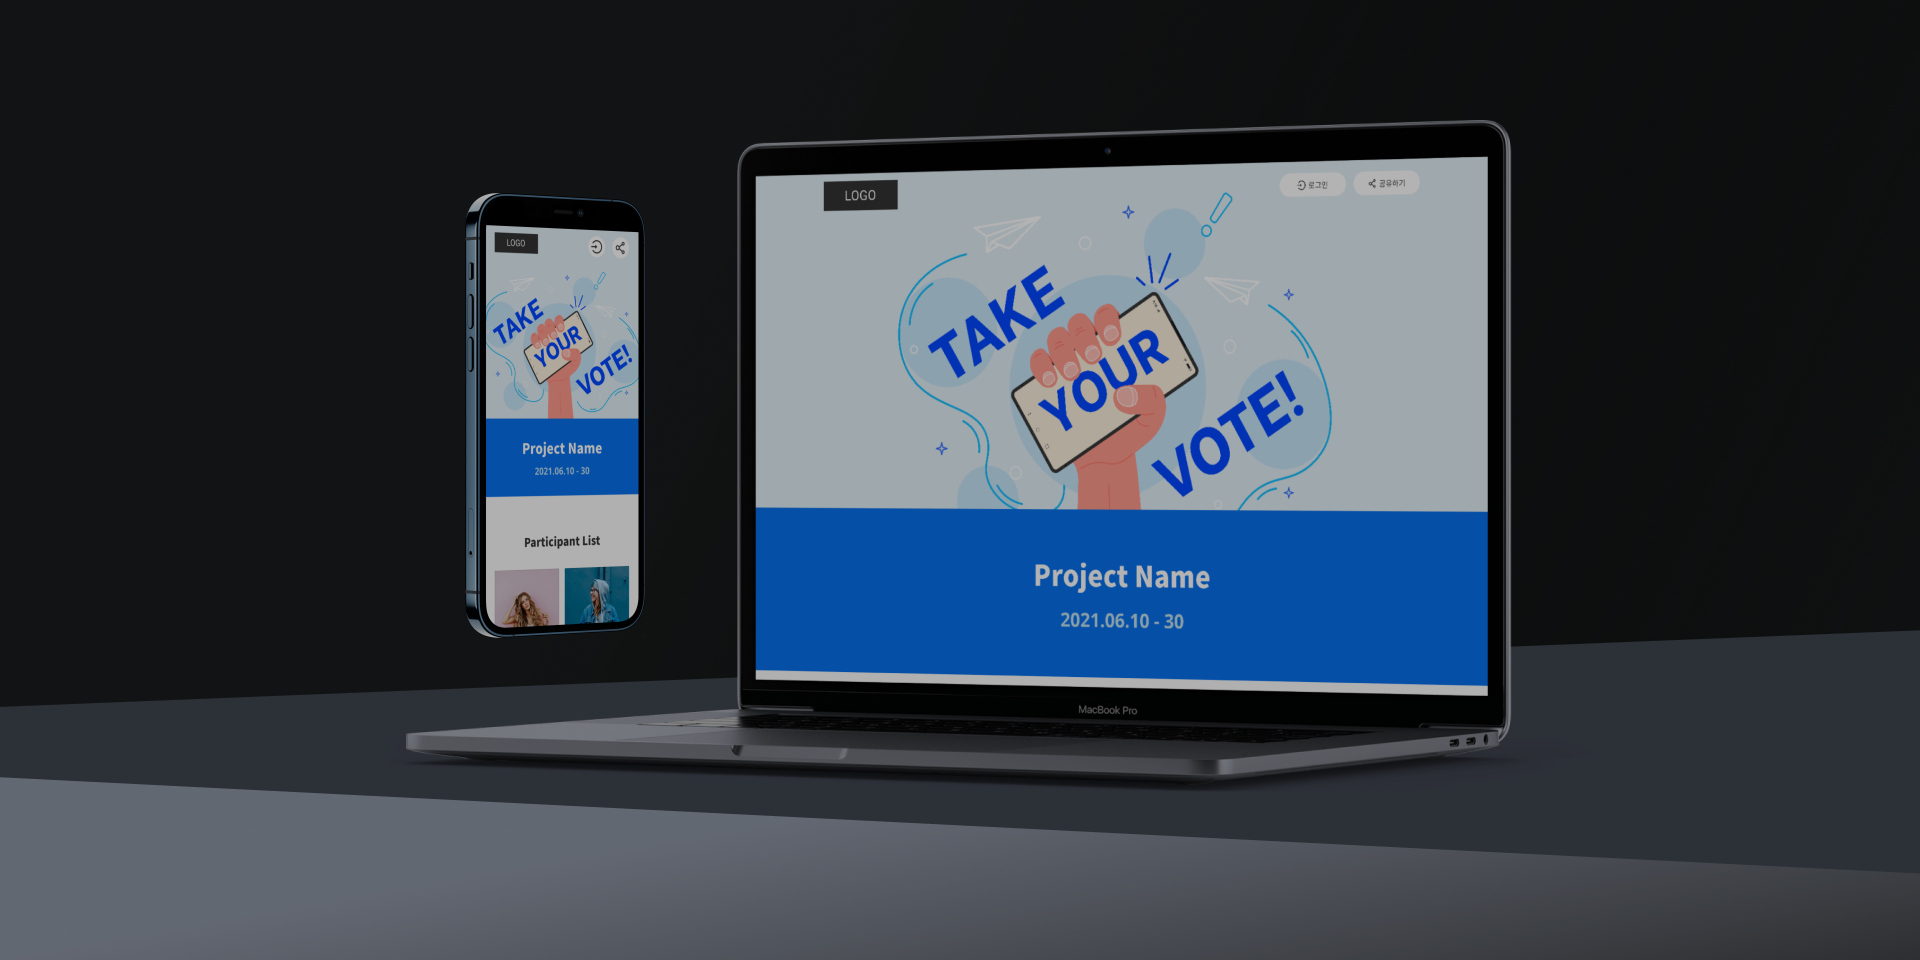 LOGO
TAKE
YOUR
VOTE!
Project Name
2021.06.10 - 30
Participant List
LOGO
로그인
공유하기
TAKE
YOUR
VOTE!
Project Name
2021.06.10 - 30
MacBook Pro